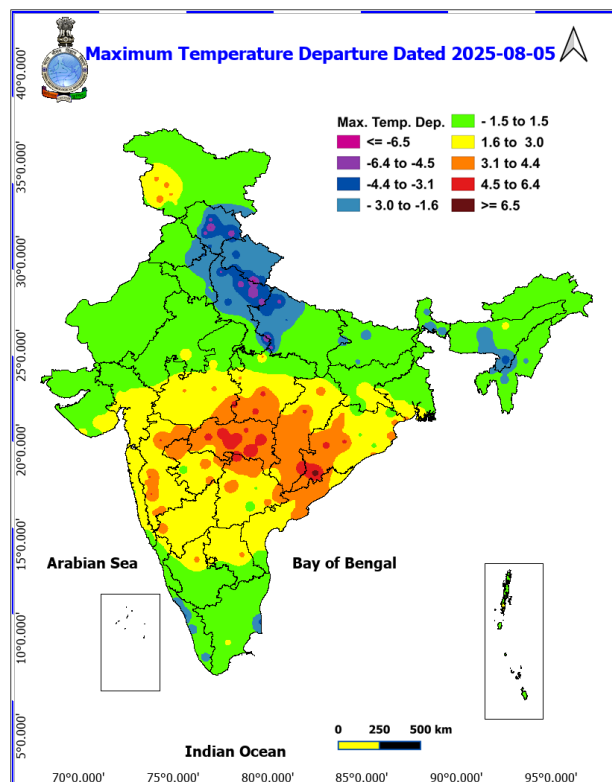 Maximum Temperature Departure Dated 2025-08-05
Max. Temp. Dep.
<= -6.5
-6.4 to -4.5
-4.4 to -3.1
- 3.0 to -1.6
- 1.5 to 1.5
1.6 to 3.0
3.1 to 4.4
4.5 to 6.4
>= 6.5
40°0.000'
35°0.000'
30°0.000'
25°0.000'
20°0.000'
15°0.000'
10°0.000'
5°0.000'
Arabian Sea
Bay of Bengal
Indian Ocean
0 250 500 km
70°0.000' 75°0.000' 80°0.000' 85°0.000' 90°0.000' 95°0.000'